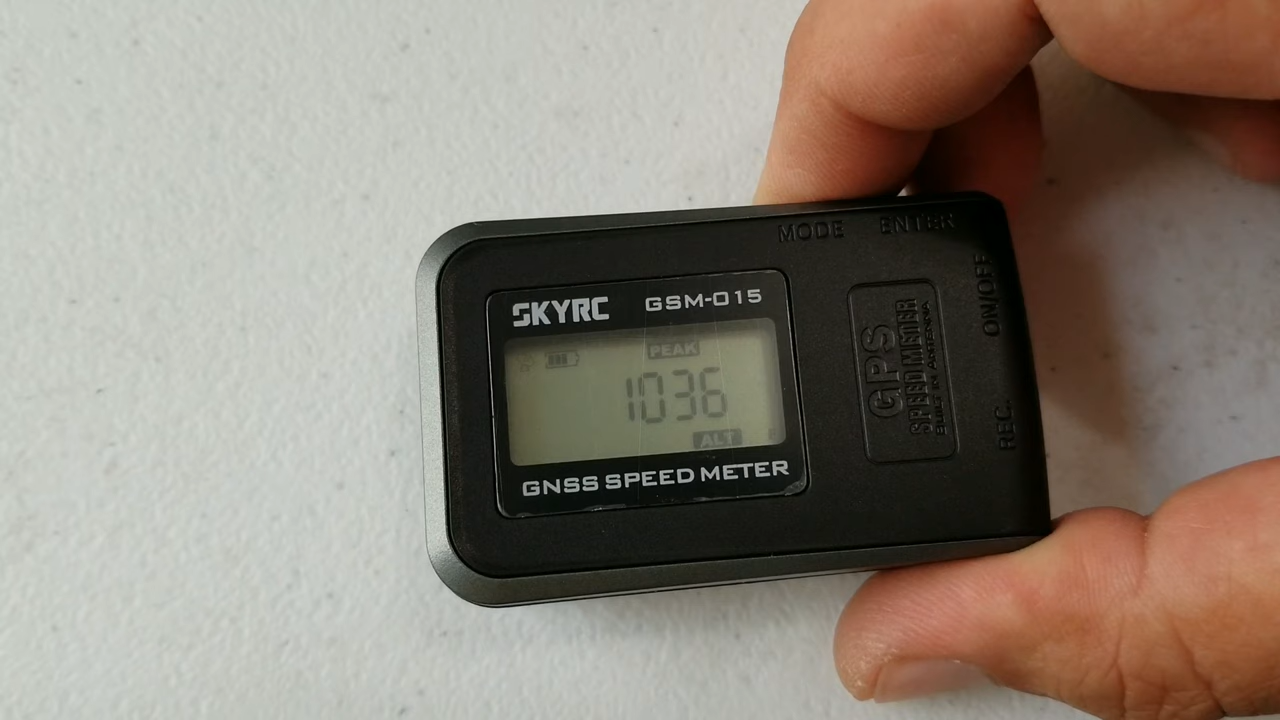 MODE ENTER
SKYRC GSM-015
PEAK
1036
ALT
GNSS SPEED METER
GPS
SPEED METER
BUILT IN ANTENNA
ON/OFF
REC.